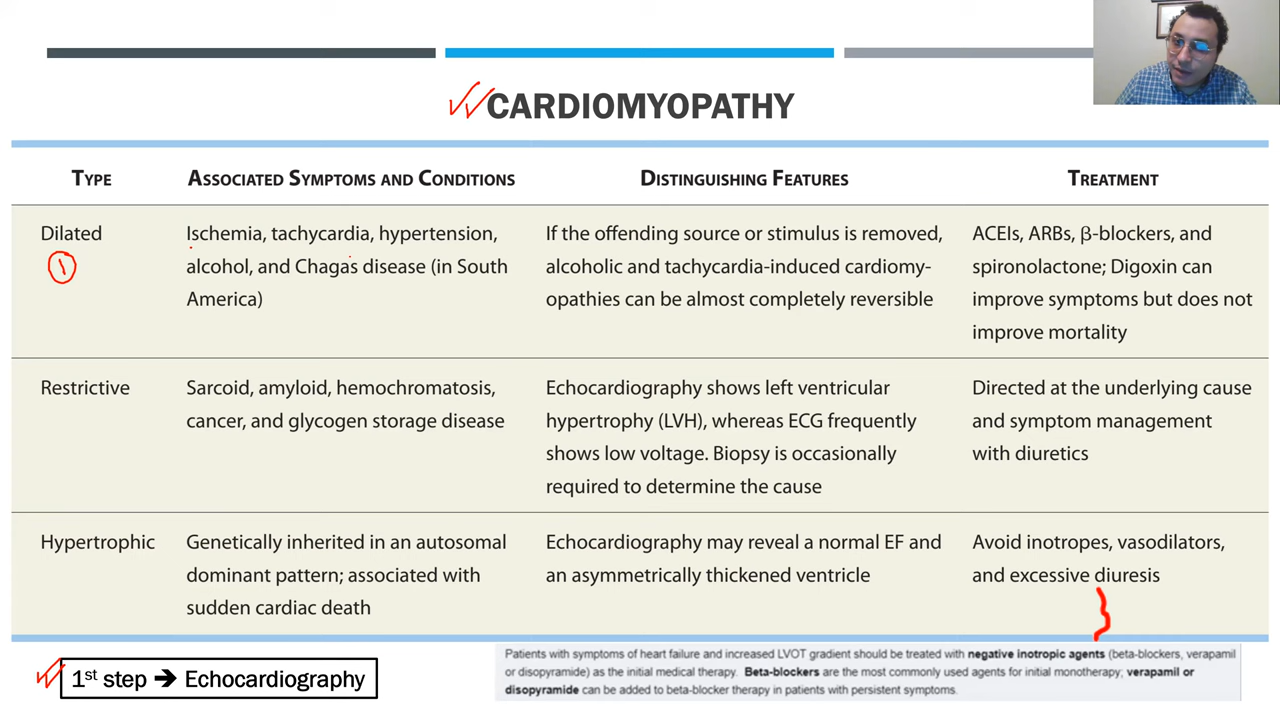 CARDIOMYOPATHY
TYPE ASSOCIATED SYMPTOMS AND CONDITIONS DISTINGUISHING FEATURES TREATMENT
Dilated
1
Ischemia, tachycardia, hypertension,
alcohol, and Chagas disease (in South
America)
If the offending source or stimulus is removed,
alcoholic and tachycardia-induced cardiomy-
opathies can be almost completely reversible
ACEIs, ARBs, β-blockers, and
spironolactone; Digoxin can
improve symptoms but does not
improve mortality
Restrictive
Sarcoid, amyloid, hemochromatosis,
cancer, and glycogen storage disease
Echocardiography shows left ventricular
hypertrophy (LVH), whereas ECG frequently
shows low voltage. Biopsy is occasionally
required to determine the cause
Directed at the underlying cause
and symptom management
with diuretics
Hypertrophic
Genetically inherited in an autosomal
dominant pattern; associated with
sudden cardiac death
Echocardiography may reveal a normal EF and
an asymmetrically thickened ventricle
Avoid inotropes, vasodilators,
and excessive diuresis
1st step ➔ Echocardiography
Patients with symptoms of heart failure and increased LVOT gradient should be treated with negative inotropic agents (beta-blockers, verapamil
or disopyramide) as the initial medical therapy. Beta-blockers are the most commonly used agents for initial monotherapy; verapamil or
disopyramide can be added to beta-blocker therapy in patients with persistent symptoms.